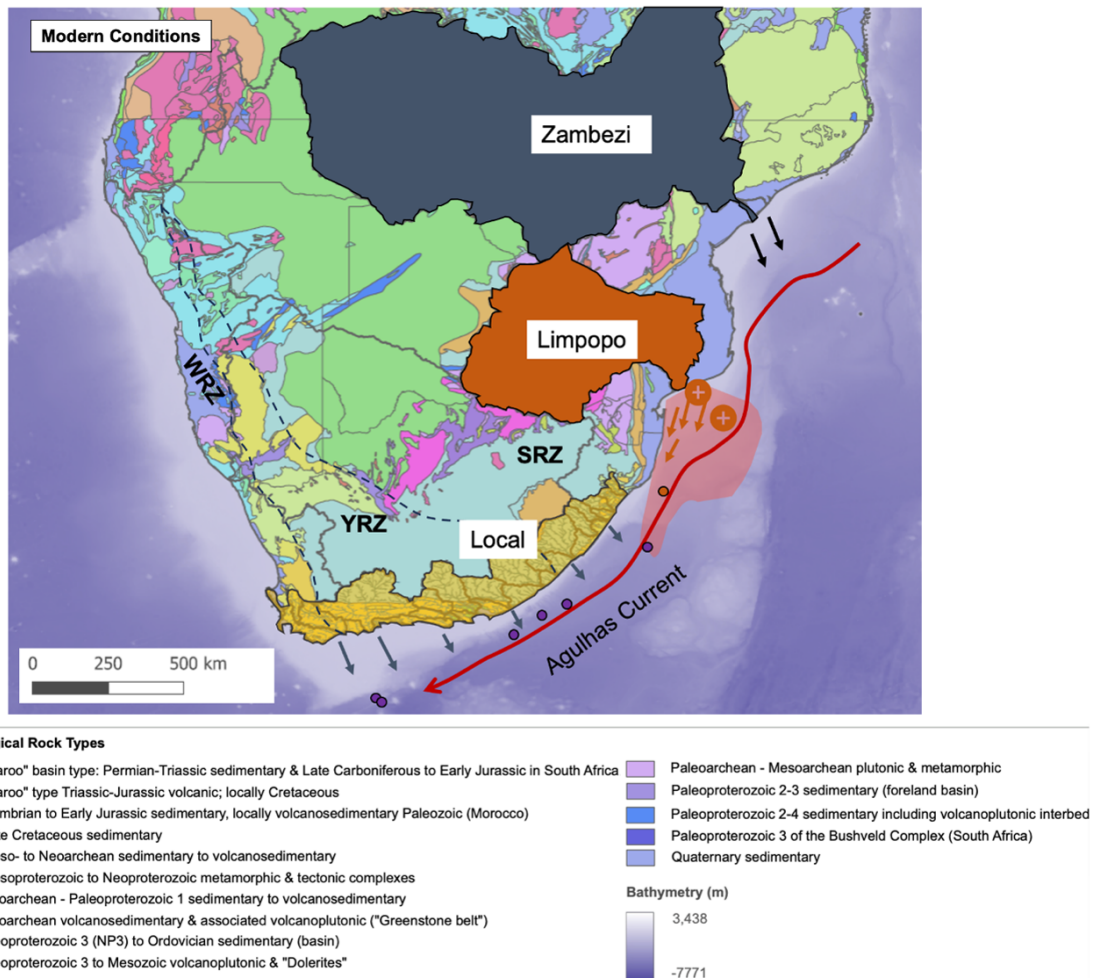 Modern Conditions
Zambezi
Limpopo
WRZ
SRZ
YRZ
Local
Agulhas Current
0 250 500 km
ical Rock Types
aroo" basin type: Permian-Triassic sedimentary & Late Carboniferous to Early Jurassic in South Africa
aroo" type Triassic-Jurassic volcanic; locally Cretaceous
mbrian to Early Jurassic sedimentary, locally volcanosedimentary Paleozoic (Morocco)
te Cretaceous sedimentary
so- to Neoarchean sedimentary to volcanosedimentary
soproterozoic to Neoproterozoic metamorphic & tectonic complexes
oarchean - Paleoproterozoic 1 sedimentary to volcanosedimentary
oarchean volcanosedimentary & associated volcanoplutonic ("Greenstone belt")
oproterozoic 3 (NP3) to Ordovician sedimentary (basin)
oproterozoic 3 to Mesozoic volcanoplutonic & "Dolerites"
Paleoarchean - Mesoarchean plutonic & metamorphic
Paleoproterozoic 2-3 sedimentary (foreland basin)
Paleoproterozoic 2-4 sedimentary including volcanoplutonic interbed
Paleoproterozoic 3 of the Bushveld Complex (South Africa)
Quaternary sedimentary
Bathymetry (m)
3,438
-7771